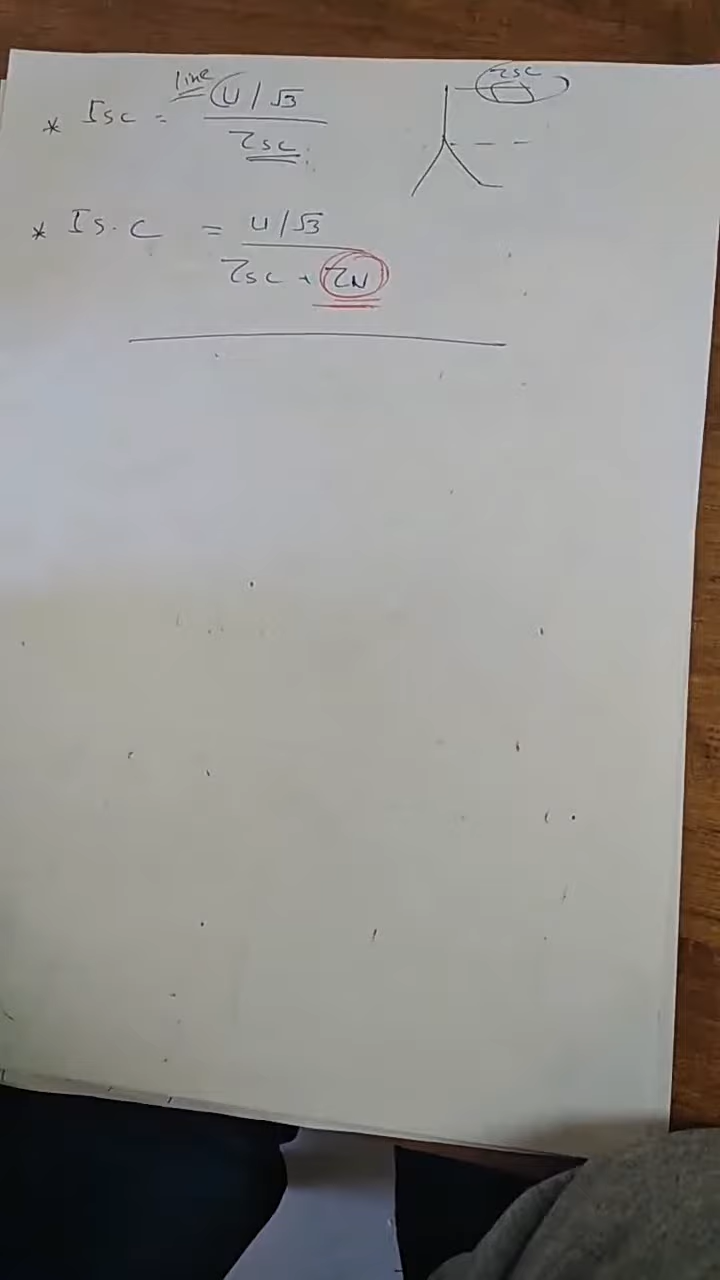 line
* Isc = U / √3
Zsc
Zsc
* Is.c = U / √3
Zsc + ZN